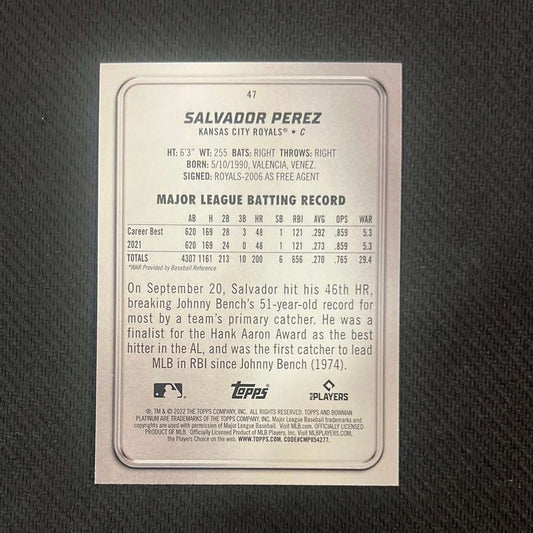 47
SALVADOR PEREZ
KANSAS CITY ROYALS® • C
HT: 6'3" WT: 255 BATS: RIGHT THROWS: RIGHT
BORN: 5/10/1990, VALENCIA, VENEZ.
SIGNED: ROYALS-2006 AS FREE AGENT
MAJOR LEAGUE BATTING RECORD
AB H 2B 3B HR SB RBI AVG OPS WAR
Career Best 620 169 28 3 48 1 121 .292 .859 5.3
2021 620 169 24 0 48 1 121 .273 .859 5.3
TOTALS 4307 1161 213 10 200 6 656 .270 .765 29.4
*WAR Provided by Baseball Reference
On September 20, Salvador hit his 46th HR,
breaking Johnny Bench's 51-year-old record for
most by a team's primary catcher. He was a
finalist for the Hank Aaron Award as the best
hitter in the AL, and was the first catcher to lead
MLB in RBI since Johnny Bench (1974).
Topps
MLB PLAYERS
®, TM & © 2022 THE TOPPS COMPANY, INC. ALL RIGHTS RESERVED. TOPPS AND BOWMAN
PLATINUM ARE TRADEMARKS OF THE TOPPS COMPANY, INC. Major League Baseball trademarks and
copyrights are used with permission of Major League Baseball. Visit MLB.com. OFFICIALLY LICENSED
PRODUCT OF MLB. Officially Licensed Product of MLB Players, Inc. Visit MLBPLAYERS.COM,
the Players Choice on the web. WWW.TOPPS.COM. CODE#CMP054277.